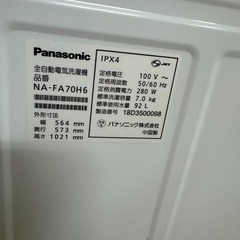 Panasonic
全自動電気洗濯機
品番
NA-FA70H6
外形寸法
幅 564 mm
奥行 573 mm
高さ 1021 mm
IPX4
JET
定格電圧 100 V~
定格周波数 50/60 Hz
定格消費電力 280 W
標準洗濯容量 7.0 kg
標準使用水量 92 L
製造番号 18D3500098
パナソニック株式会社
中国製